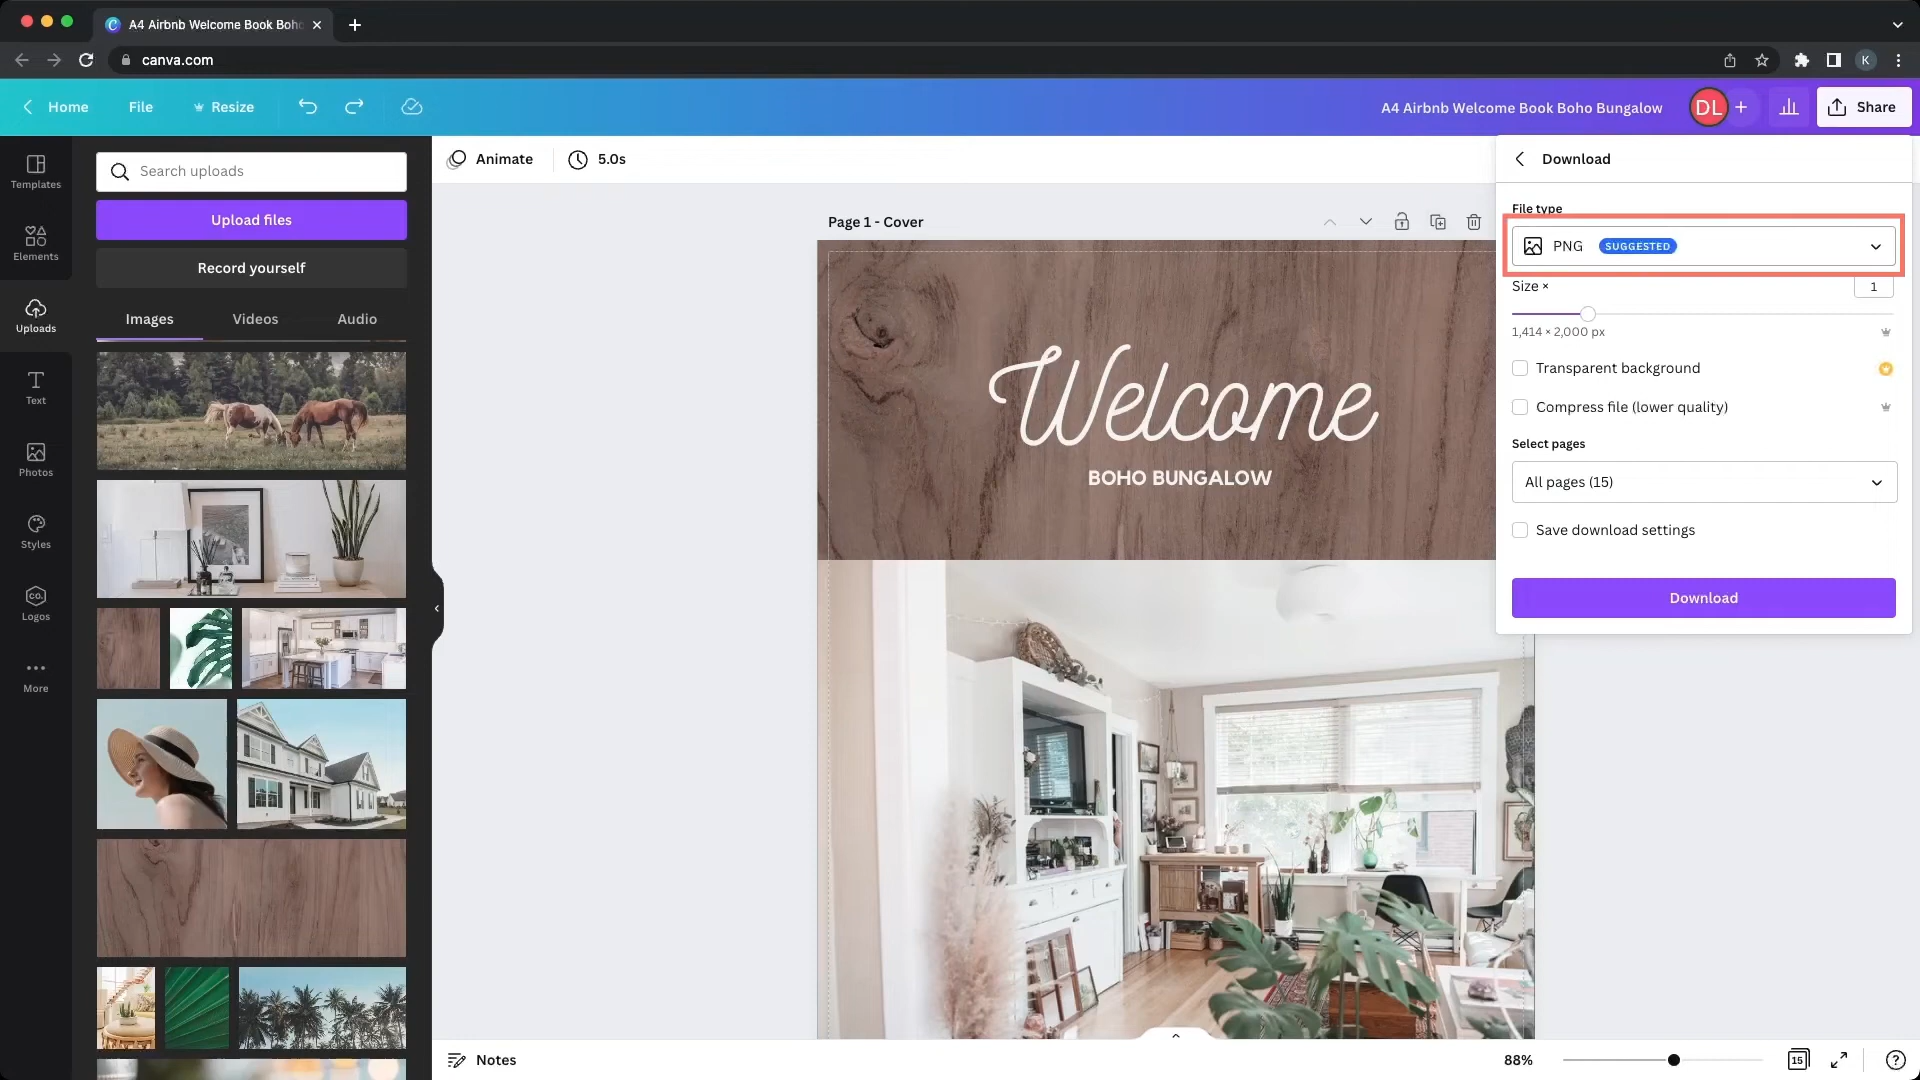 A4 Airbnb Welcome Book Boho
canva.com
K
Home
File
Resize
A4 Airbnb Welcome Book Boho Bungalow
DL
Share
Templates
Elements
Uploads
Text
Photos
Styles
CO.
Logos
More
Search uploads
Upload files
Record yourself
Images
Videos
Audio
Animate
5.0s
Page 1 - Cover
Welcome
BOHO BUNGALOW
Download
File type
PNG
SUGGESTED
Size ×
1
1,414 × 2,000 px
Transparent background
Compress file (lower quality)
Select pages
All pages (15)
Save download settings
Download
Notes
88%
15
?